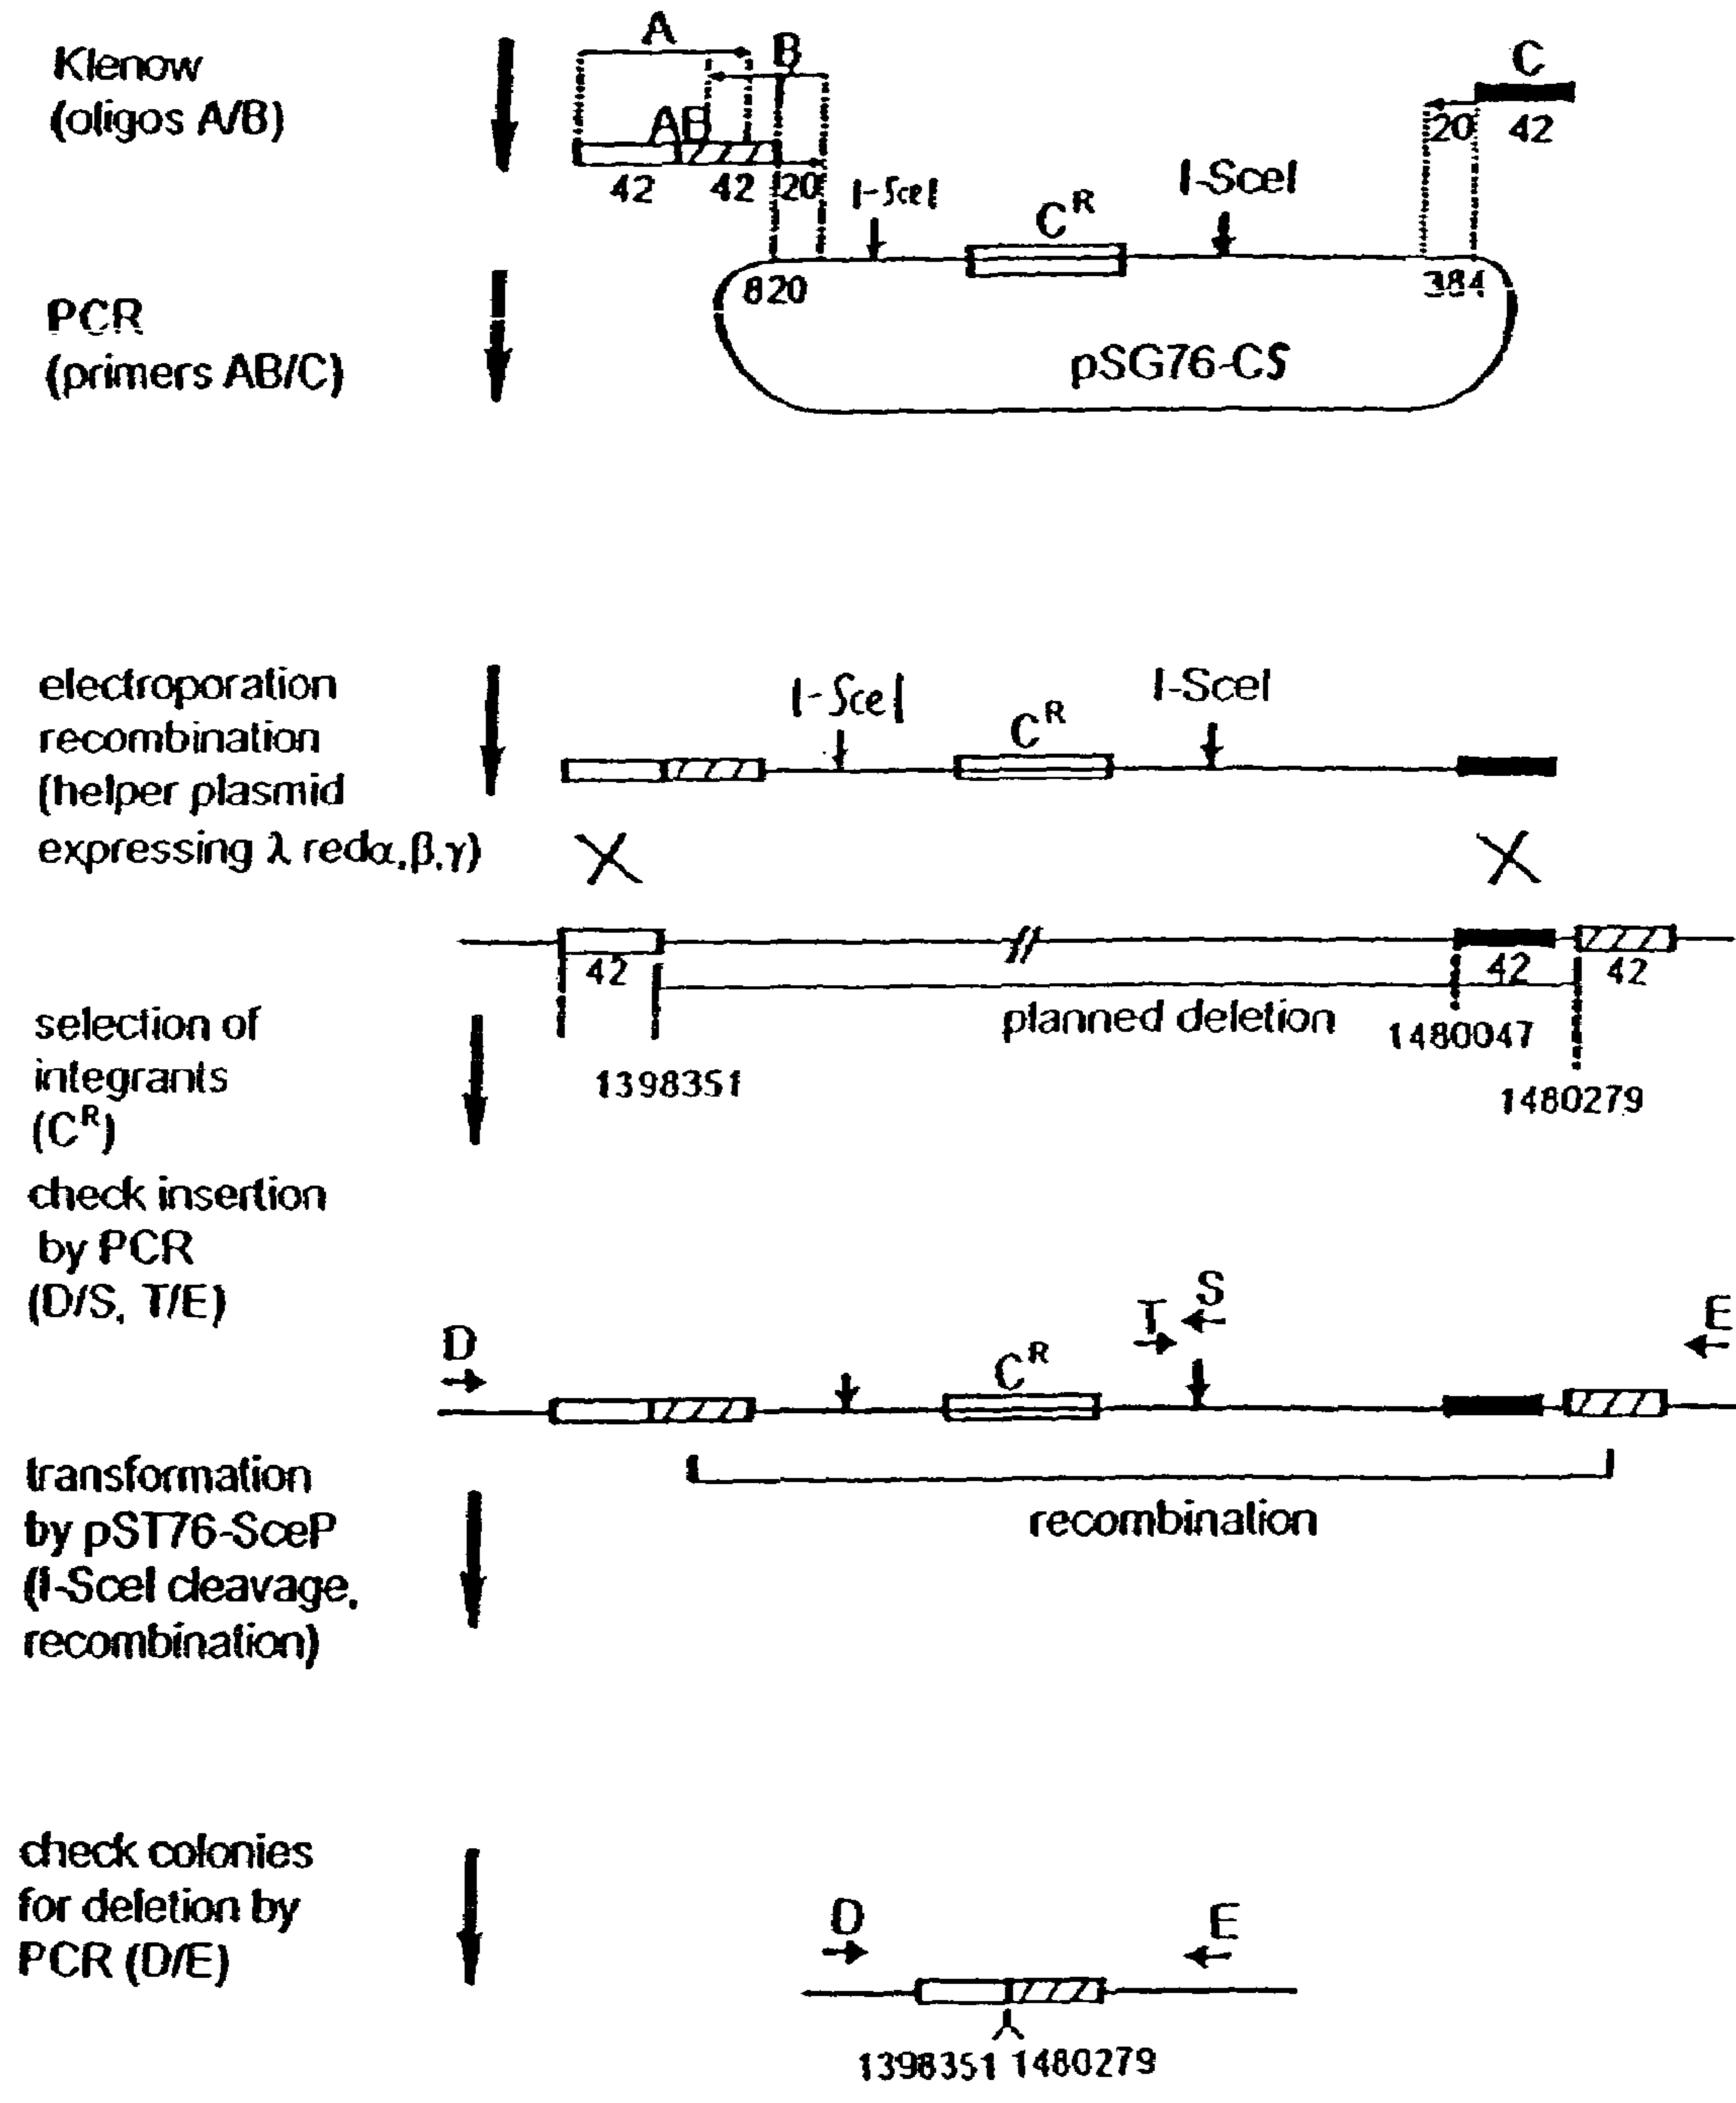 Klenow
(oligos A/B)
A
B
AB
42 42 20
C
20 42
I-SceI
C^R
I-SceI
820
384
PCR
(primers AB/C)
pSG76-CS
electroporation
recombination
(helper plasmid
expressing λ redα,β,γ)
I-SceI
C^R
I-SceI
42
42
42
planned deletion
1398351
1480047
1480279
selection of
integrants
(C^R)
check insertion
by PCR
(D/S, T/E)
D
C^R
T
S
E
transformation
by pST76-SceP
(I-SceI cleavage,
recombination)
recombination
check colonies
for deletion by
PCR (D/E)
D
E
1398351 1480279